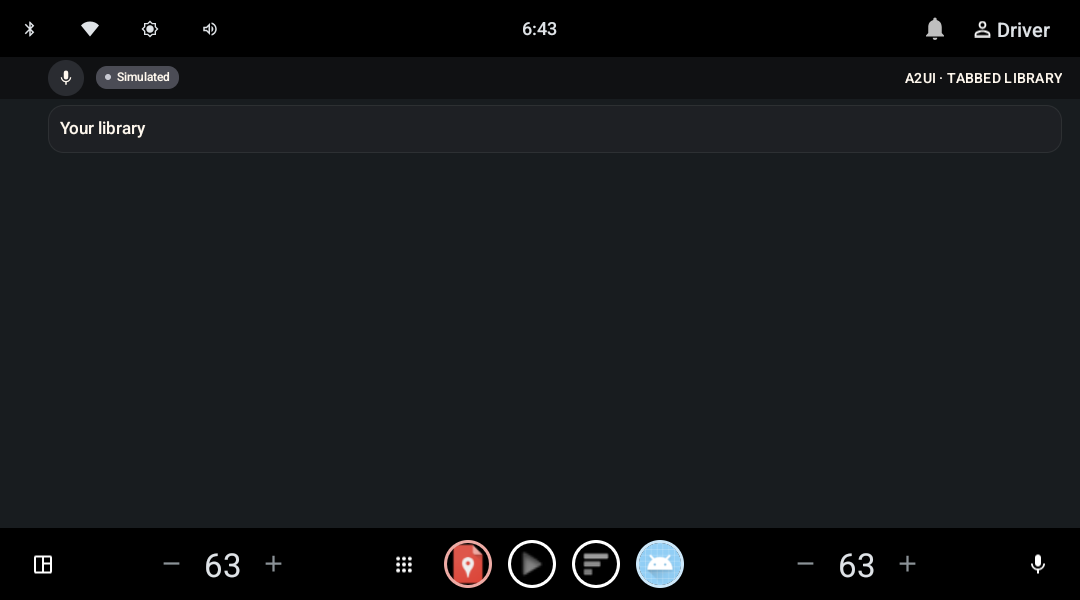 6:43
Driver
Simulated
A2UI · TABBED LIBRARY
Your library
63
63